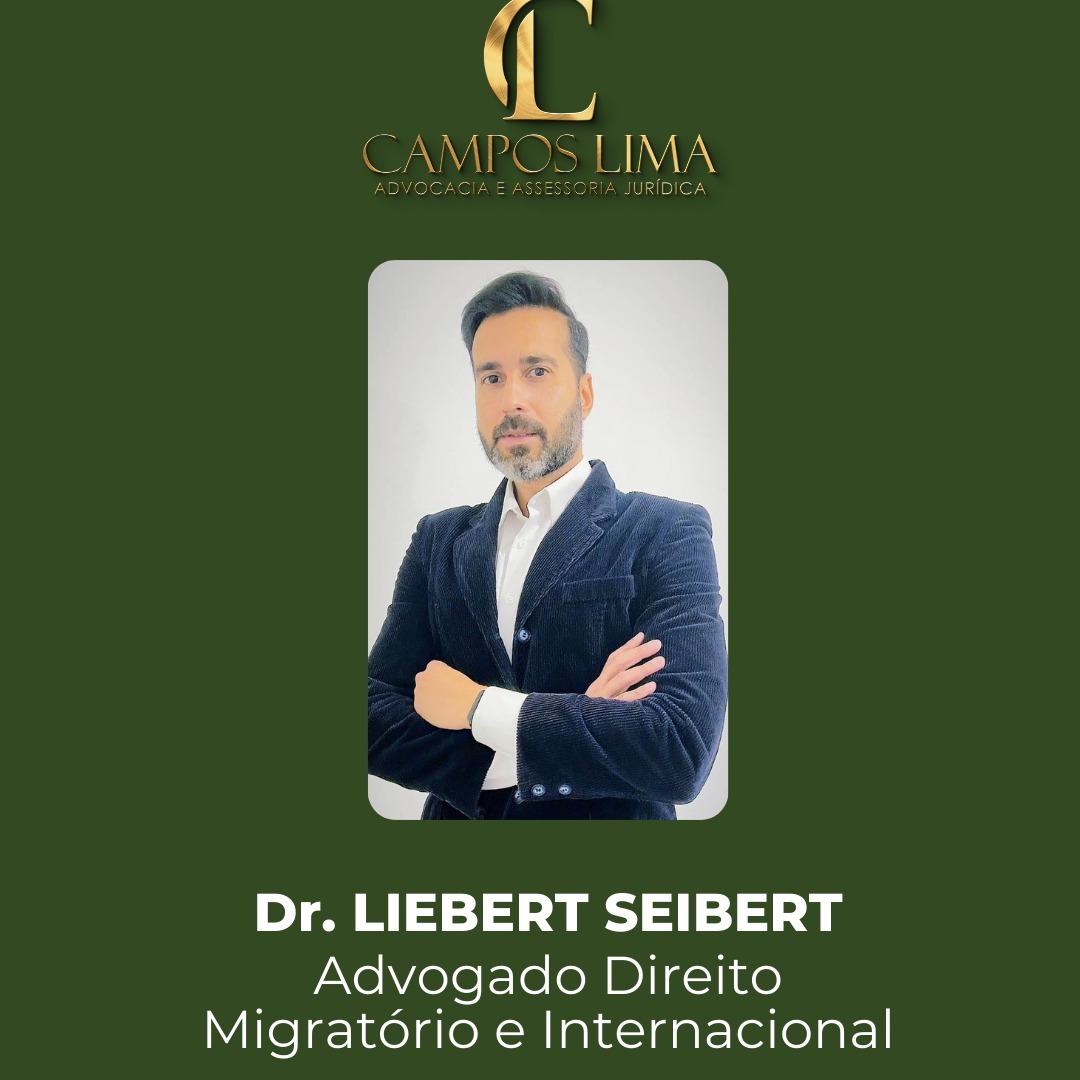 CL
CAMPOS LIMA
ADVOCACIA E ASSESSORIA JURÍDICA
Dr. LIEBERT SEIBERT
Advogado Direito
Migratório e Internacional